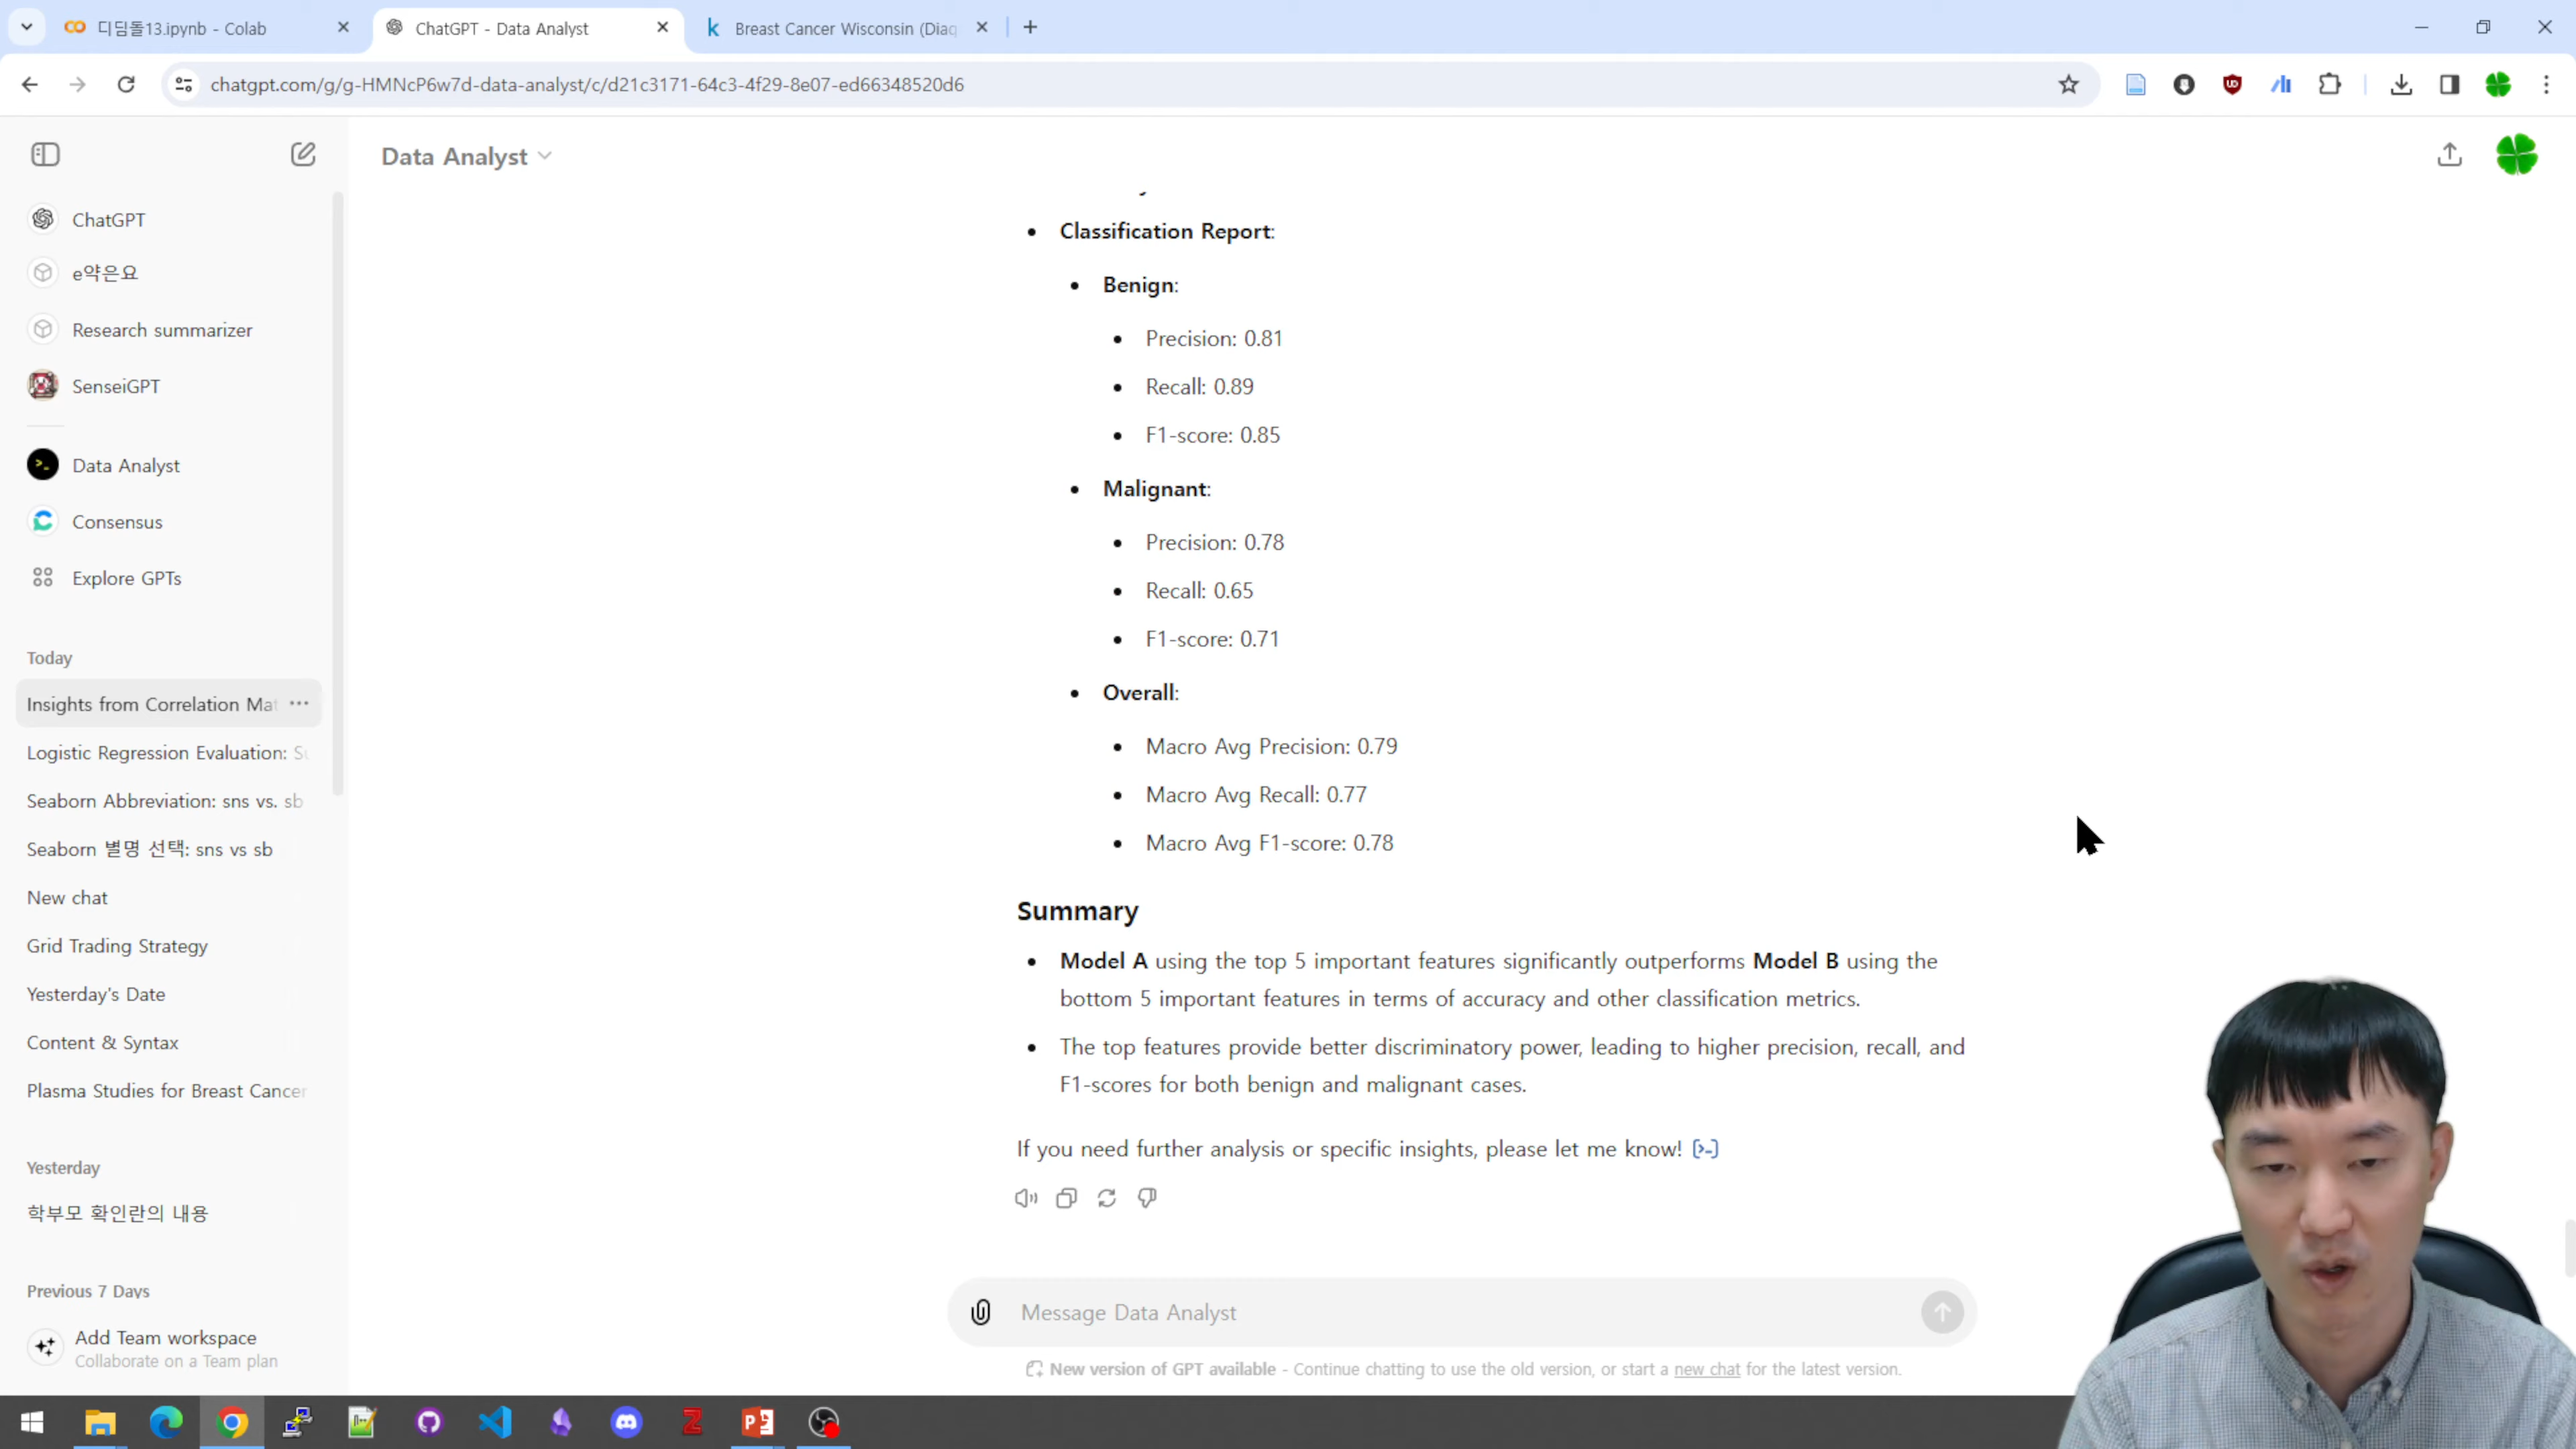 디딤돌13.ipynb - Colab
ChatGPT - Data Analyst
Breast Cancer Wisconsin (Diag
chatgpt.com/g/g-HMNcP6w7d-data-analyst/c/d21c3171-64c3-4f29-8e07-ed66348520d6
Data Analyst
ChatGPT
e약은요
Research summarizer
SenseiGPT
Data Analyst
Consensus
Explore GPTs
Today
Insights from Correlation Mat
Logistic Regression Evaluation: Su
Seaborn Abbreviation: sns vs. sb
Seaborn 별명 선택: sns vs sb
New chat
Grid Trading Strategy
Yesterday's Date
Content & Syntax
Plasma Studies for Breast Cancer
Yesterday
학부모 확인란의 내용
Previous 7 Days
Add Team workspace
Collaborate on a Team plan
Classification Report:
Benign:
Precision: 0.81
Recall: 0.89
F1-score: 0.85
Malignant:
Precision: 0.78
Recall: 0.65
F1-score: 0.71
Overall:
Macro Avg Precision: 0.79
Macro Avg Recall: 0.77
Macro Avg F1-score: 0.78
Summary
Model A using the top 5 important features significantly outperforms Model B using the
bottom 5 important features in terms of accuracy and other classification metrics.
The top features provide better discriminatory power, leading to higher precision, recall, and
F1-scores for both benign and malignant cases.
If you need further analysis or specific insights, please let me know! [>-]
Message Data Analyst
New version of GPT available - Continue chatting to use the old version, or start a new chat for the latest version.